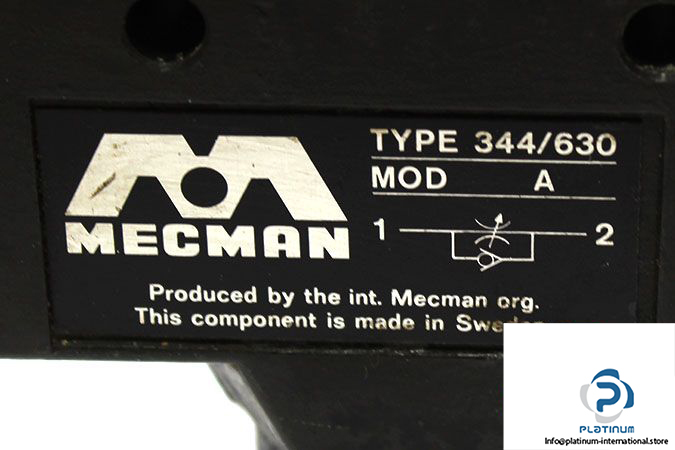 TYPE 344/630
MOD A
MECMAN
1 2
Produced by the int. Mecman org.
This component is made in
PLATINUM
info@platinum-international.store